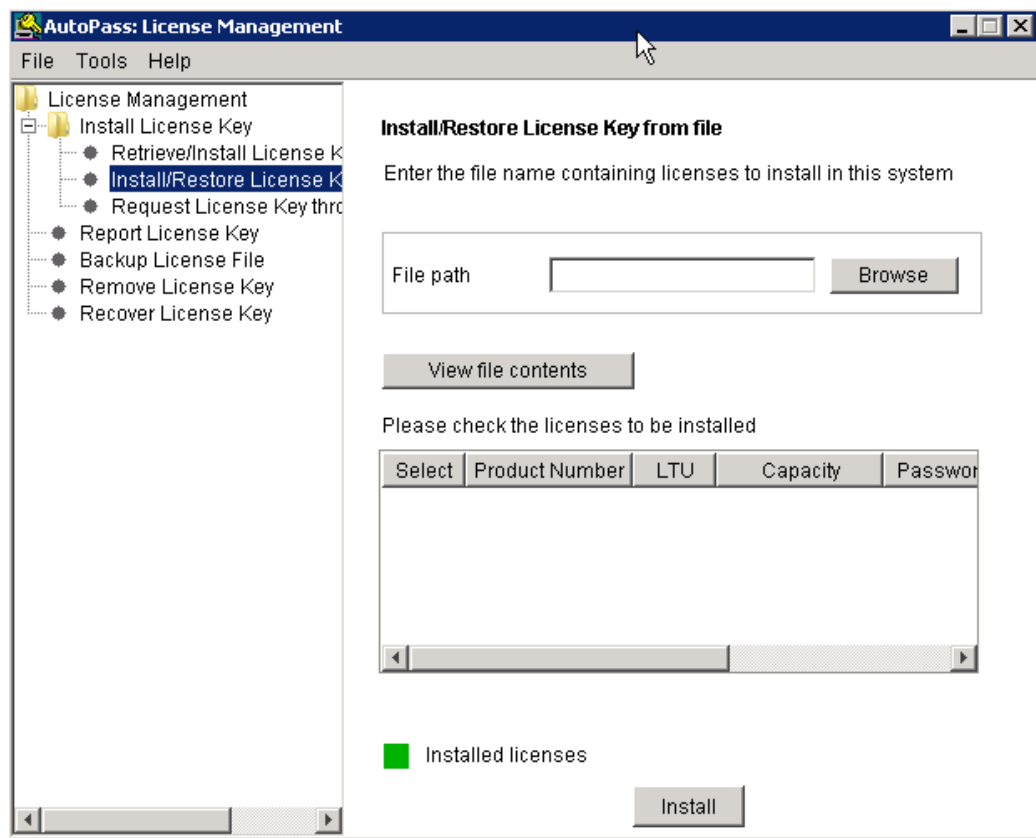 AutoPass: License Management
File Tools Help
License Management
Install License Key
Retrieve/Install License K
Install/Restore License K
Request License Key thro
Report License Key
Backup License File
Remove License Key
Recover License Key
Install/Restore License Key from file
Enter the file name containing licenses to install in this system
File path
Browse
View file contents
Please check the licenses to be installed
Select Product Number LTU Capacity Passwor
Installed licenses
Install